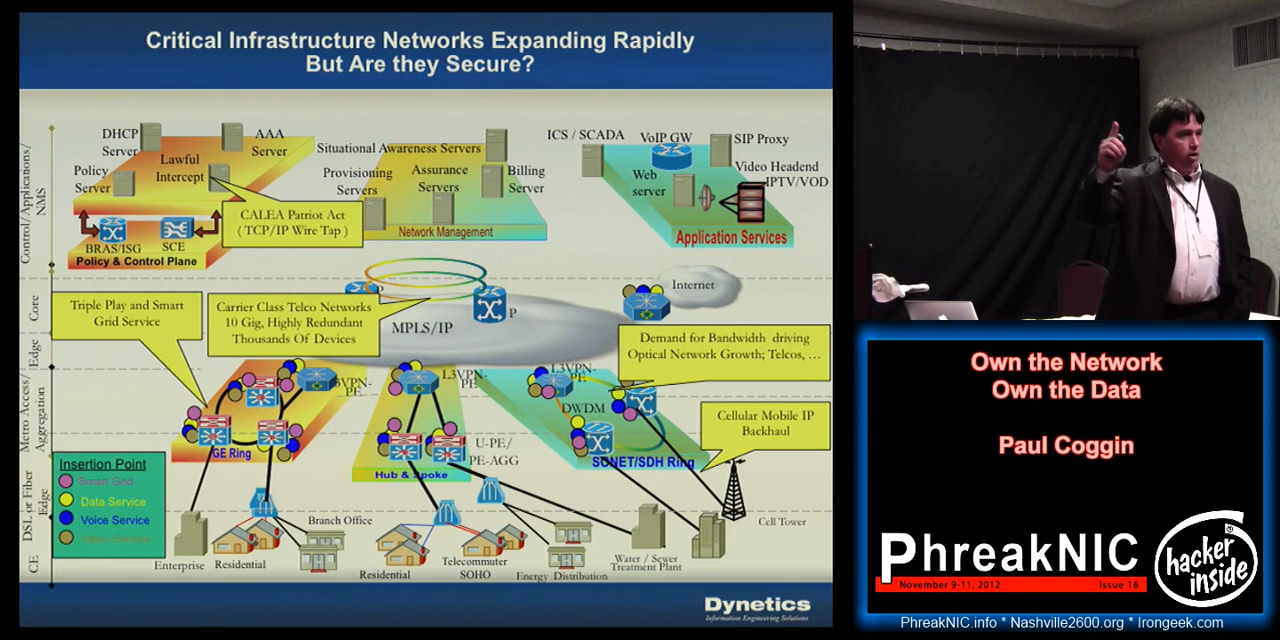 Critical Infrastructure Networks Expanding Rapidly
But Are they Secure?
Control/Applications/
NMS
DHCP
Server
AAA
Server
Lawful
Intercept
Policy
Server
BRAS/ISG
SCE
Policy & Control Plane
CALEA Patriot Act
( TCP/IP Wire Tap )
Situational Awareness Servers
Provisioning
Servers
Assurance
Servers
Billing
Server
Network Management
ICS / SCADA
VoIP GW
SIP Proxy
Web
server
Video Headend
IPTV/VOD
Application Services
Core
Triple Play and Smart
Grid Service
Carrier Class Telco Networks
10 Gig, Highly Redundant
Thousands Of Devices
P
MPLS/IP
P
Internet
Demand for Bandwidth driving
Optical Network Growth; Telcos, …
Edge
Metro Access/
Aggregation
L3VPN-
PE
L3VPN-
PE
DWDM
Cellular Mobile IP
Backhaul
GE Ring
U-PE/
PE-AGG
Hub & Spoke
SONET/SDH Ring
Insertion Point
Smart Grid
Data Service
Voice Service
Video Service
DSL or Fiber
Edge
CE
Enterprise
Residential
Branch Office
Residential
Telecommuter
SOHO
Energy Distribution
Water / Sewer
Treatment Plant
Cell Tower
Dynetics
Information Engineering Solutions
Own the Network
Own the Data
Paul Coggin
PhreakNIC
November 9-11, 2012
Issue 16
hacker
inside
PhreakNIC.info * Nashville2600.org * Irongeek.com